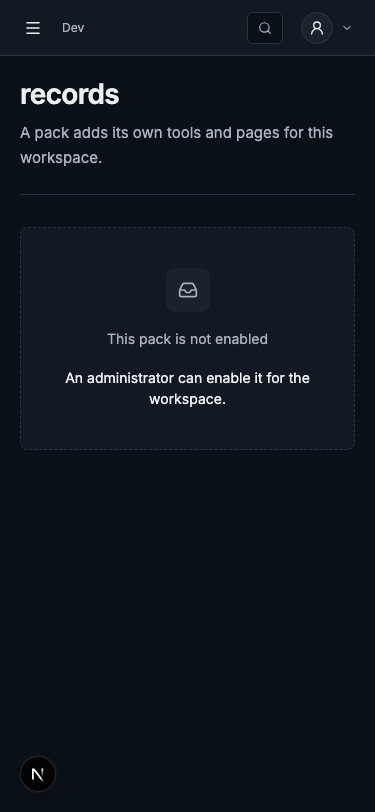 Dev
records
A pack adds its own tools and pages for this
workspace.
This pack is not enabled
An administrator can enable it for the
workspace.
N